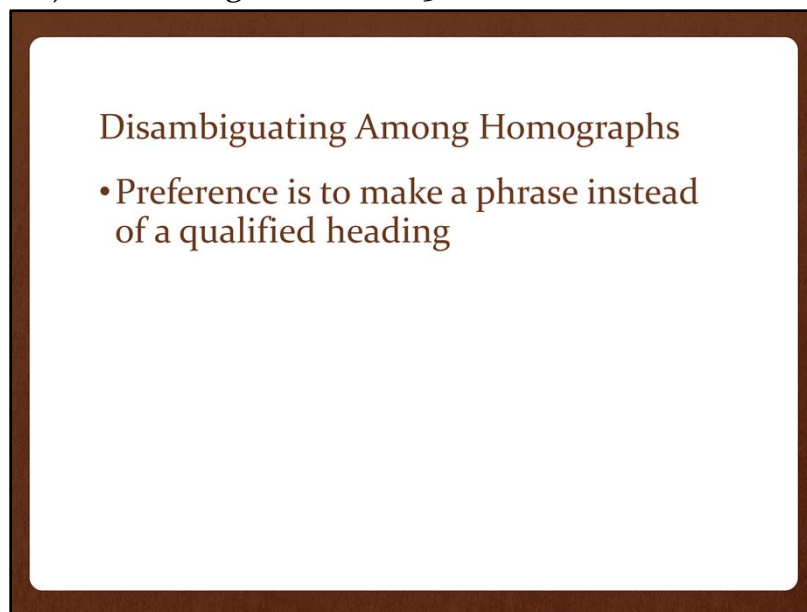 Disambiguating Among Homographs
•Preference is to make a phrase instead
of a qualified heading